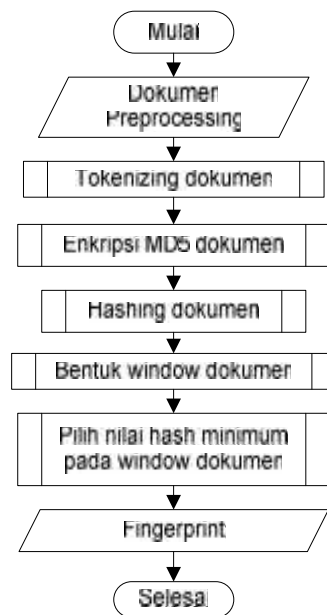 Mulai
Dokumen
Preprocessing
Tokenizing dokumen
Enkripsi MD5 dokumen
Hashing dokumen
Bentuk window dokumen
Pilih nilai hash minimum
pada window dokumen
Fingerprint
Selesai